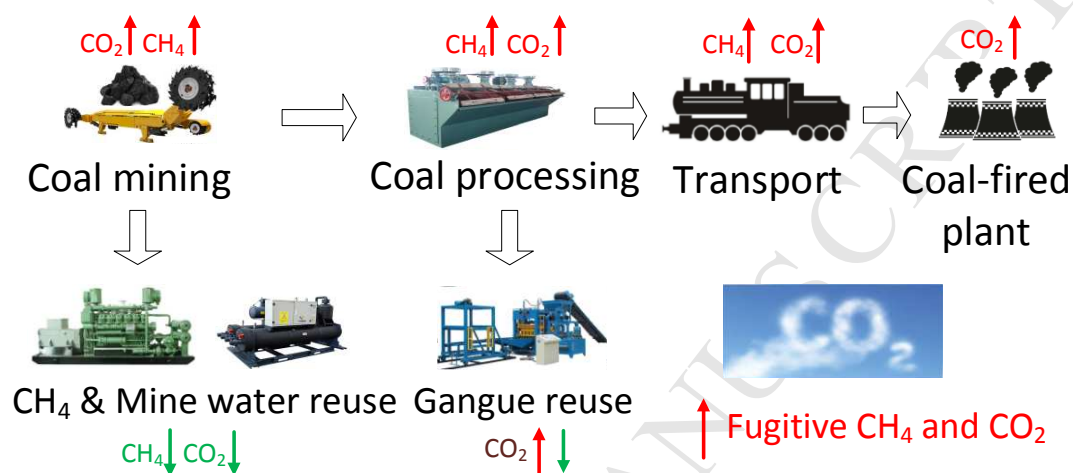 CO₂ CH₄
CH₄ CO₂
CH₄ CO₂
CO₂
Coal mining
Coal processing
Transport
Coal-fired
plant
CO₂
CH₄ & Mine water reuse
Gangue reuse
CH₄ CO₂
CO₂
Fugitive CH₄ and CO₂